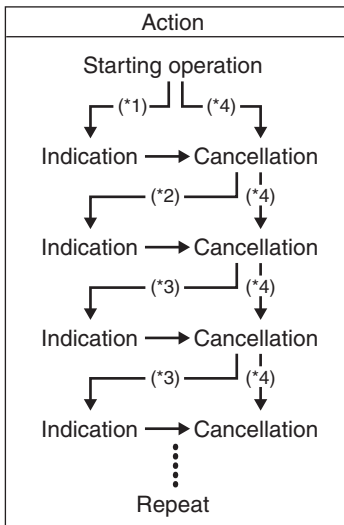 Action
Starting operation
(*1) (*4)
Indication Cancellation
(*2) (*4)
Indication Cancellation
(*3) (*4)
Indication Cancellation
(*3) (*4)
Indication Cancellation
Repeat